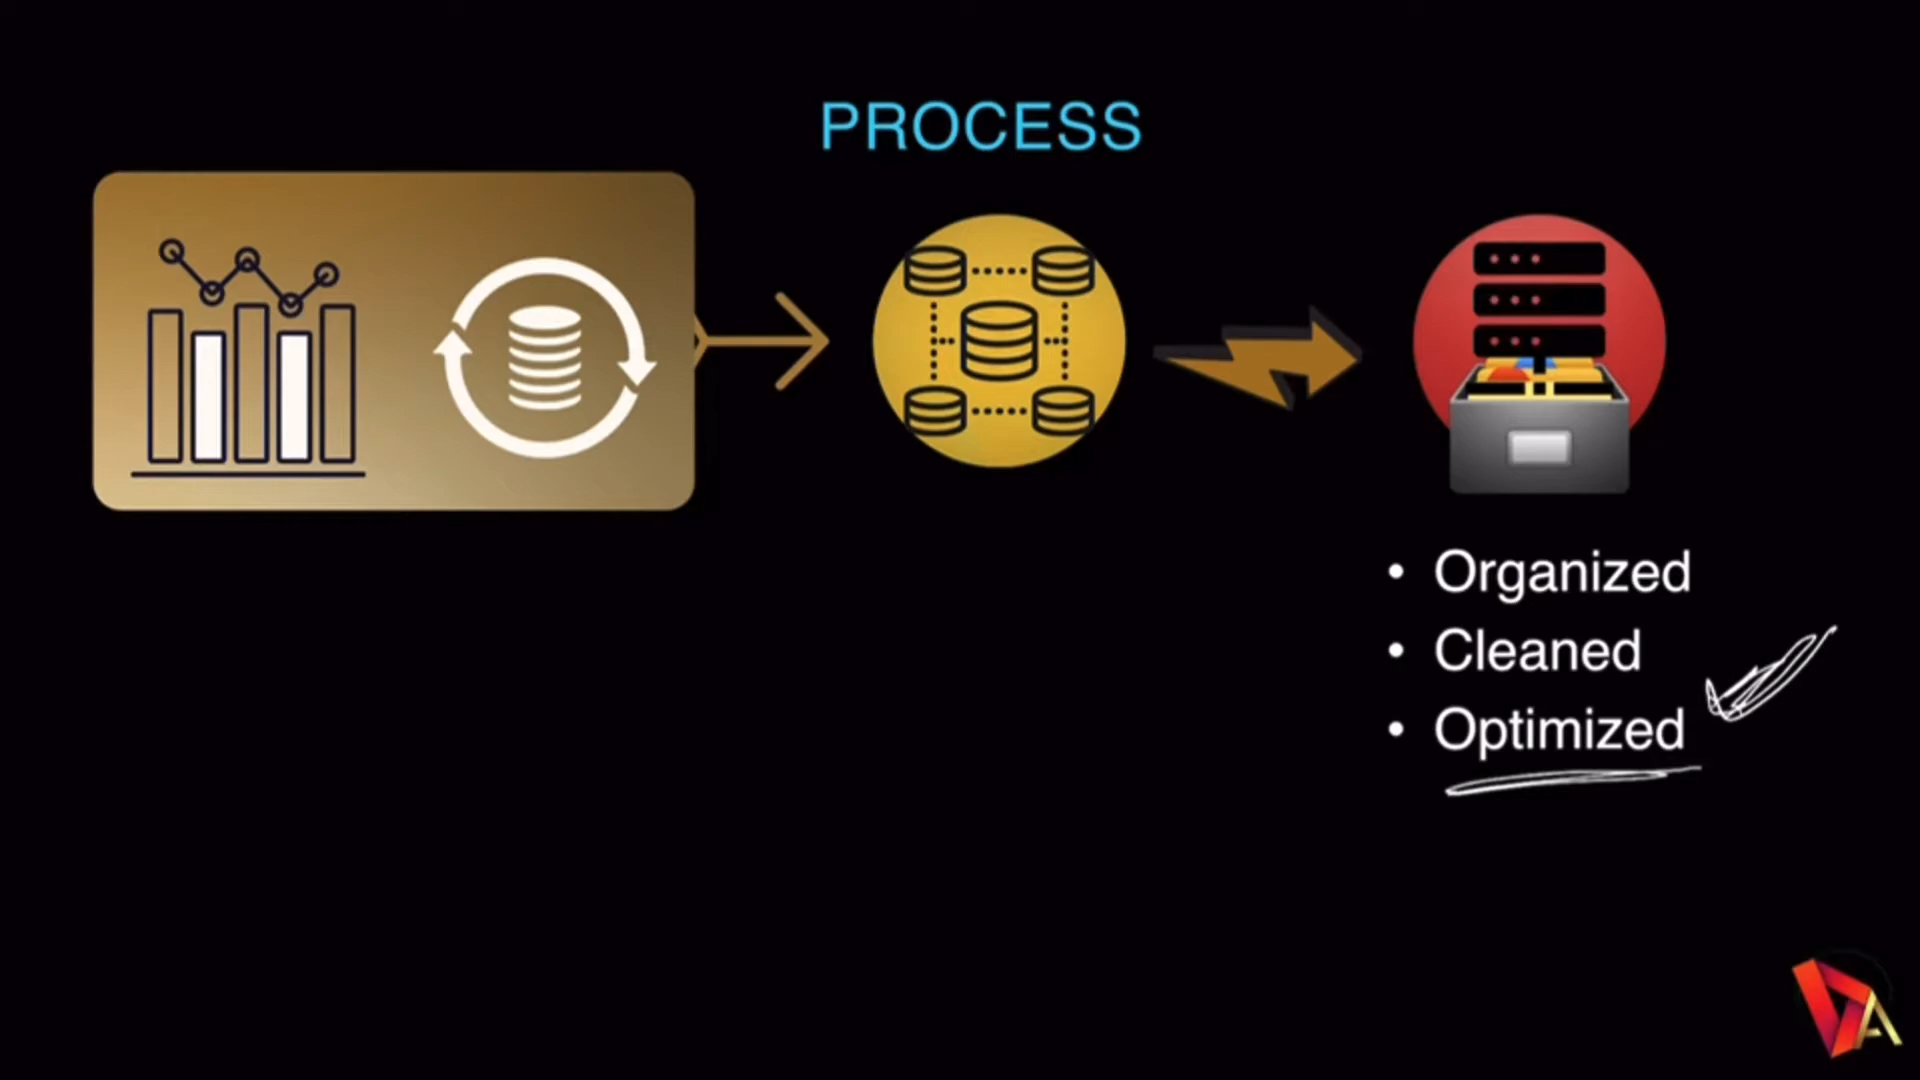 PROCESS
• Organized
• Cleaned
• Optimized